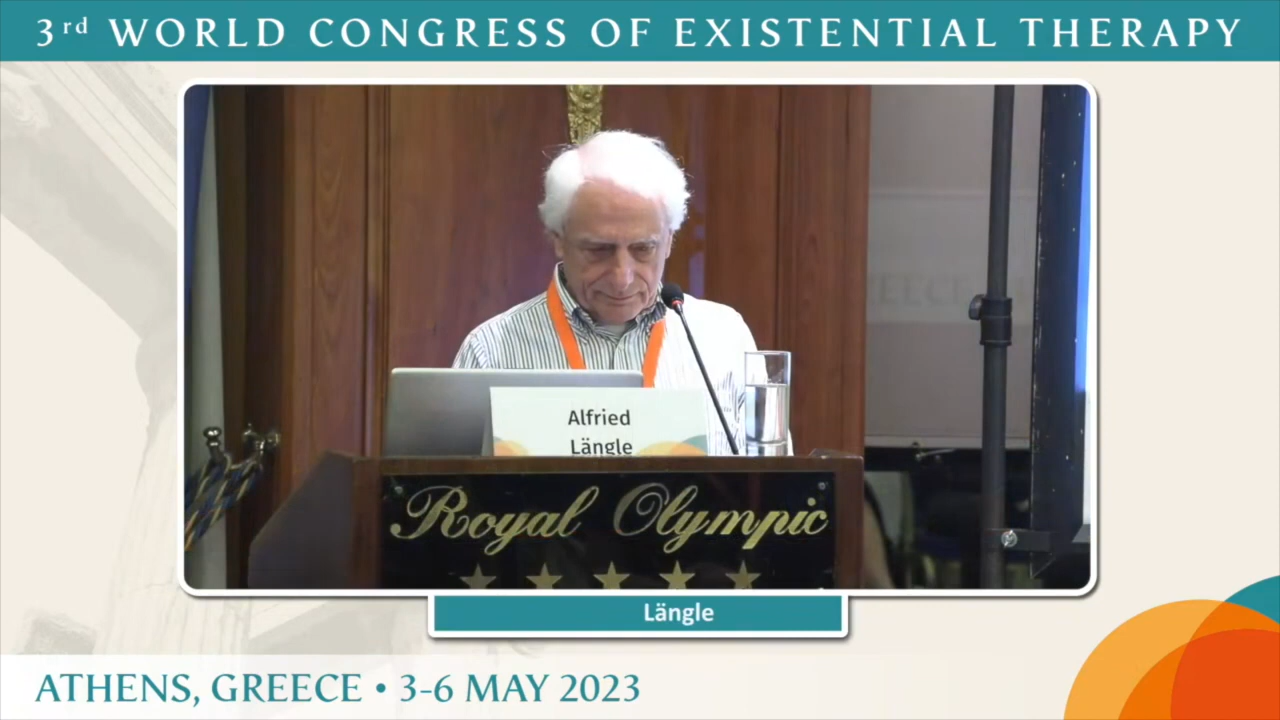 3rd WORLD CONGRESS OF EXISTENTIAL THERAPY
Alfried
Längle
Royal Olympic
Längle
ATHENS, GREECE • 3-6 MAY 2023